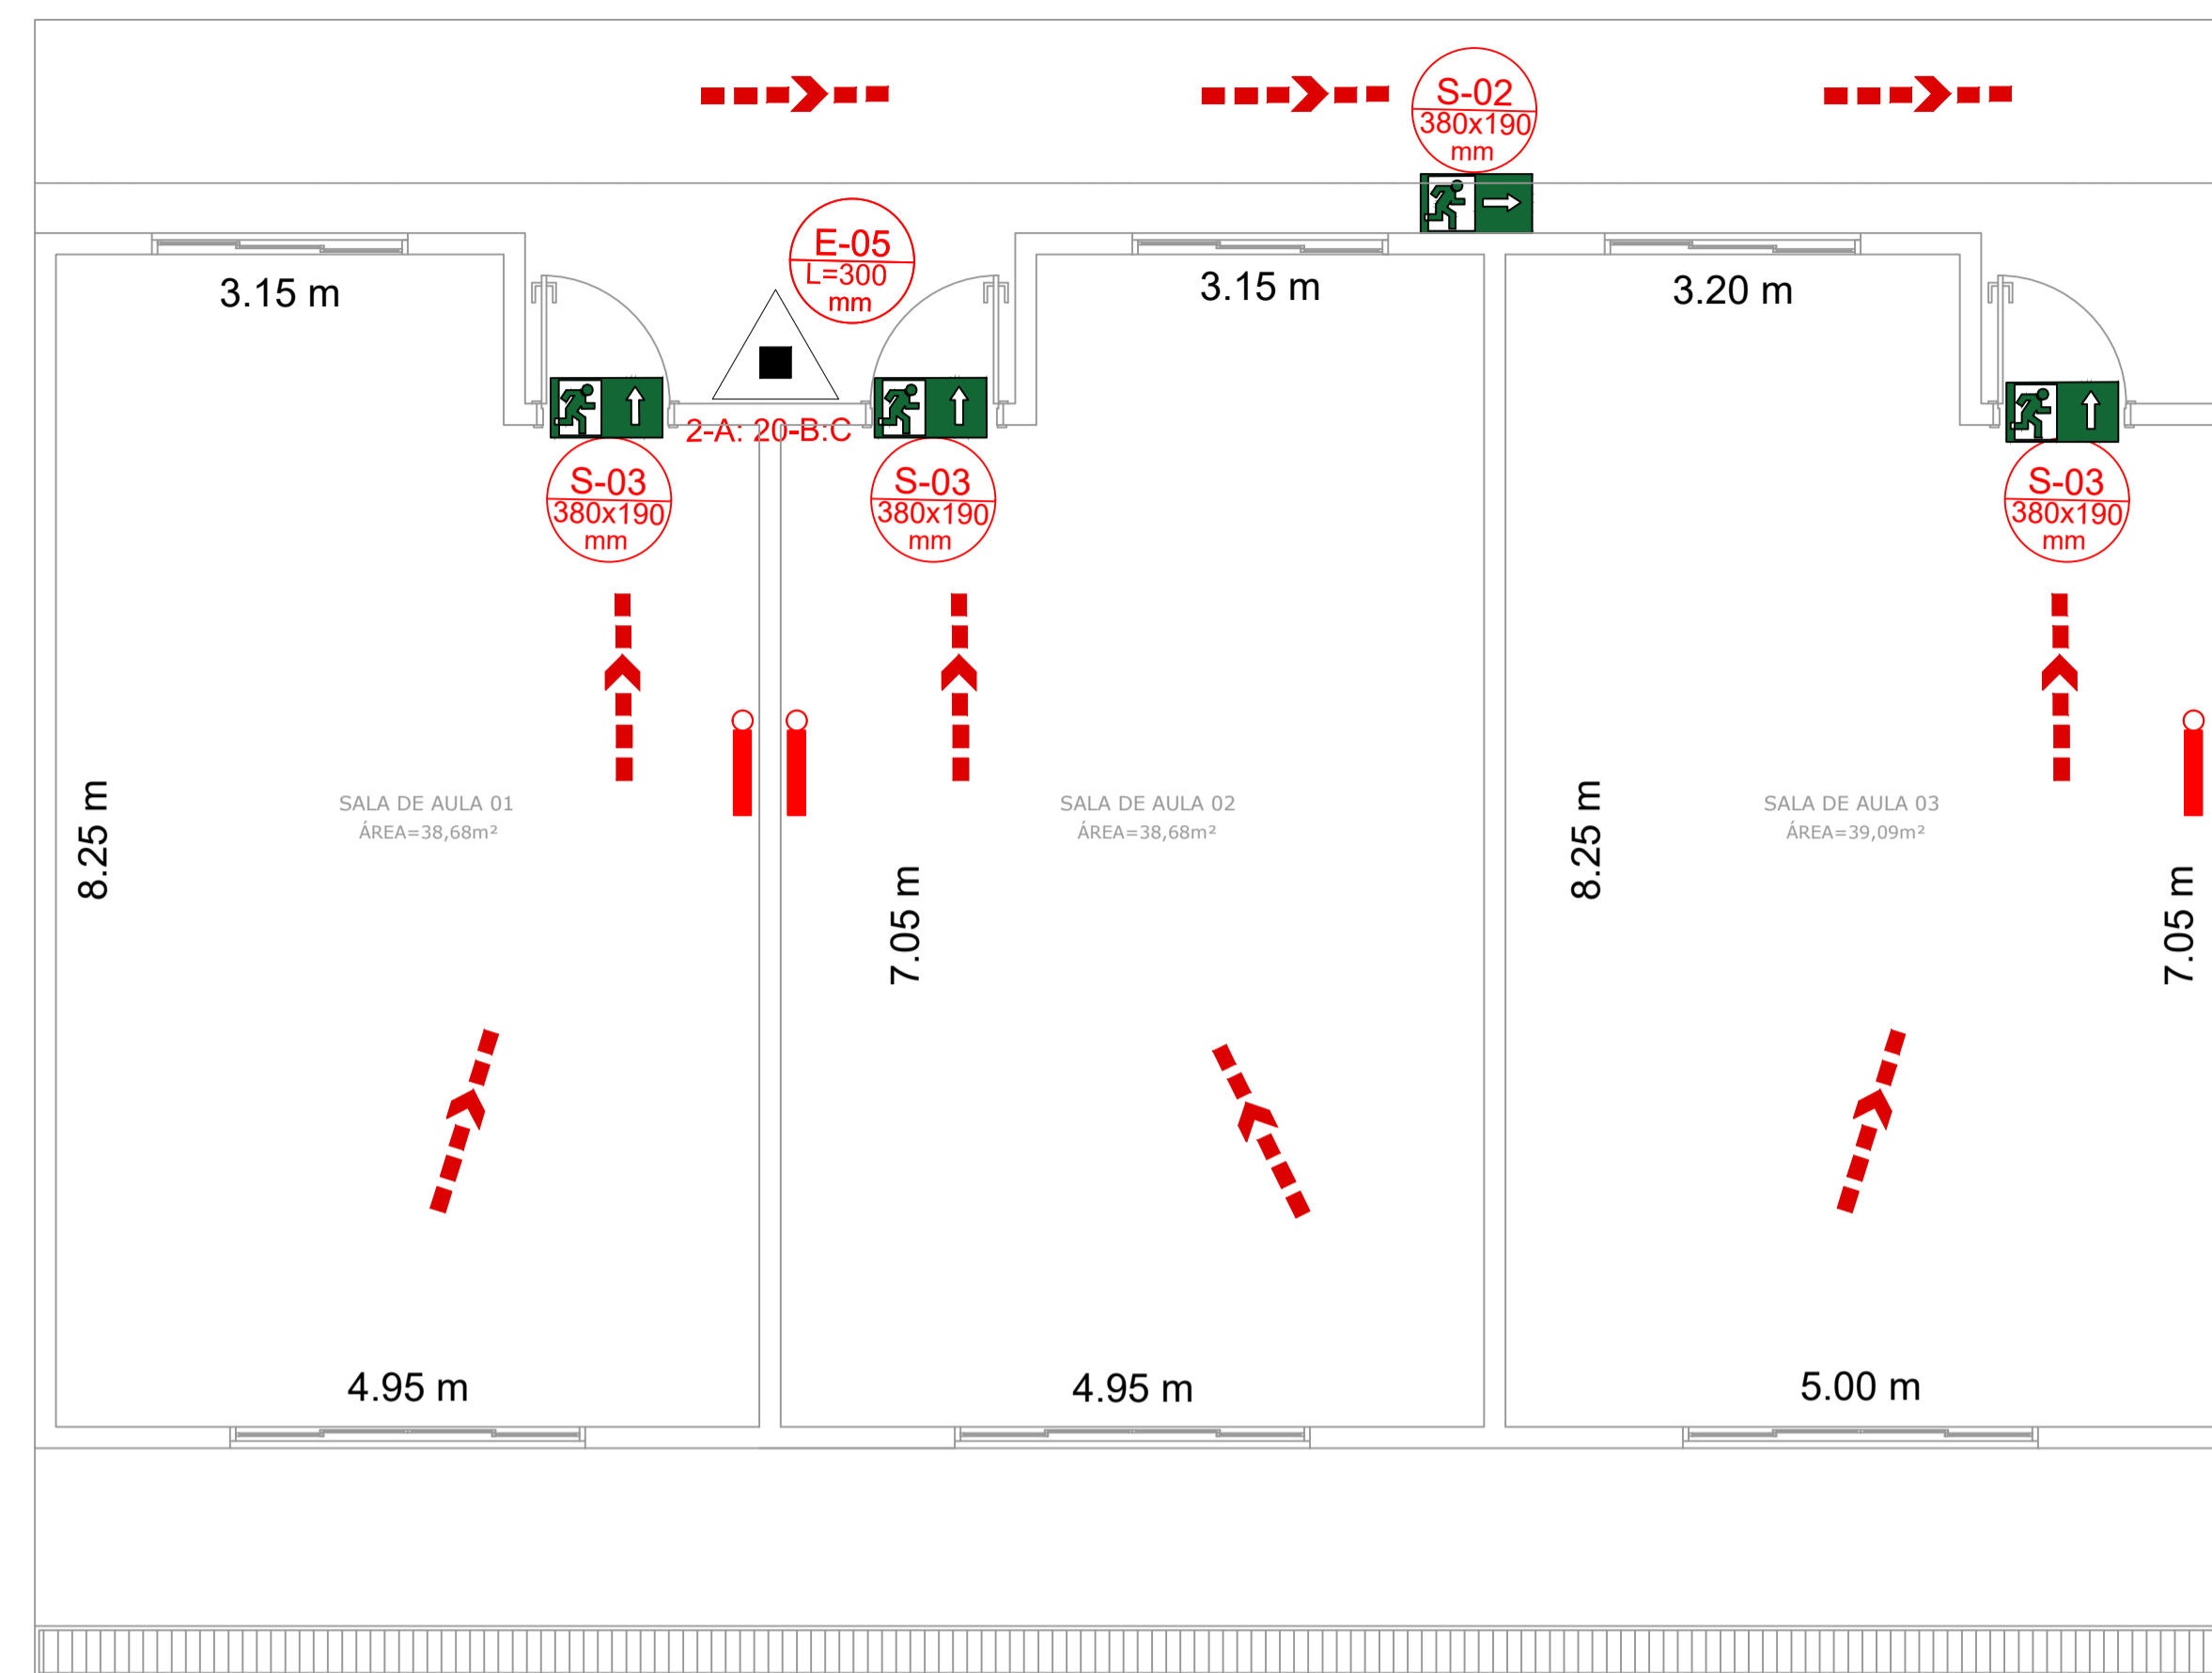 S-02
380x190
mm
E-05
L=300
mm
3.15 m
3.15 m
3.20 m
2-A: 20-B:C
S-03
380x190
mm
S-03
380x190
mm
S-03
380x190
mm
8.25 m
SALA DE AULA 01
ÁREA=38,68m²
7.05 m
SALA DE AULA 02
ÁREA=38,68m²
8.25 m
SALA DE AULA 03
ÁREA=39,09m²
7.05 m
4.95 m
4.95 m
5.00 m